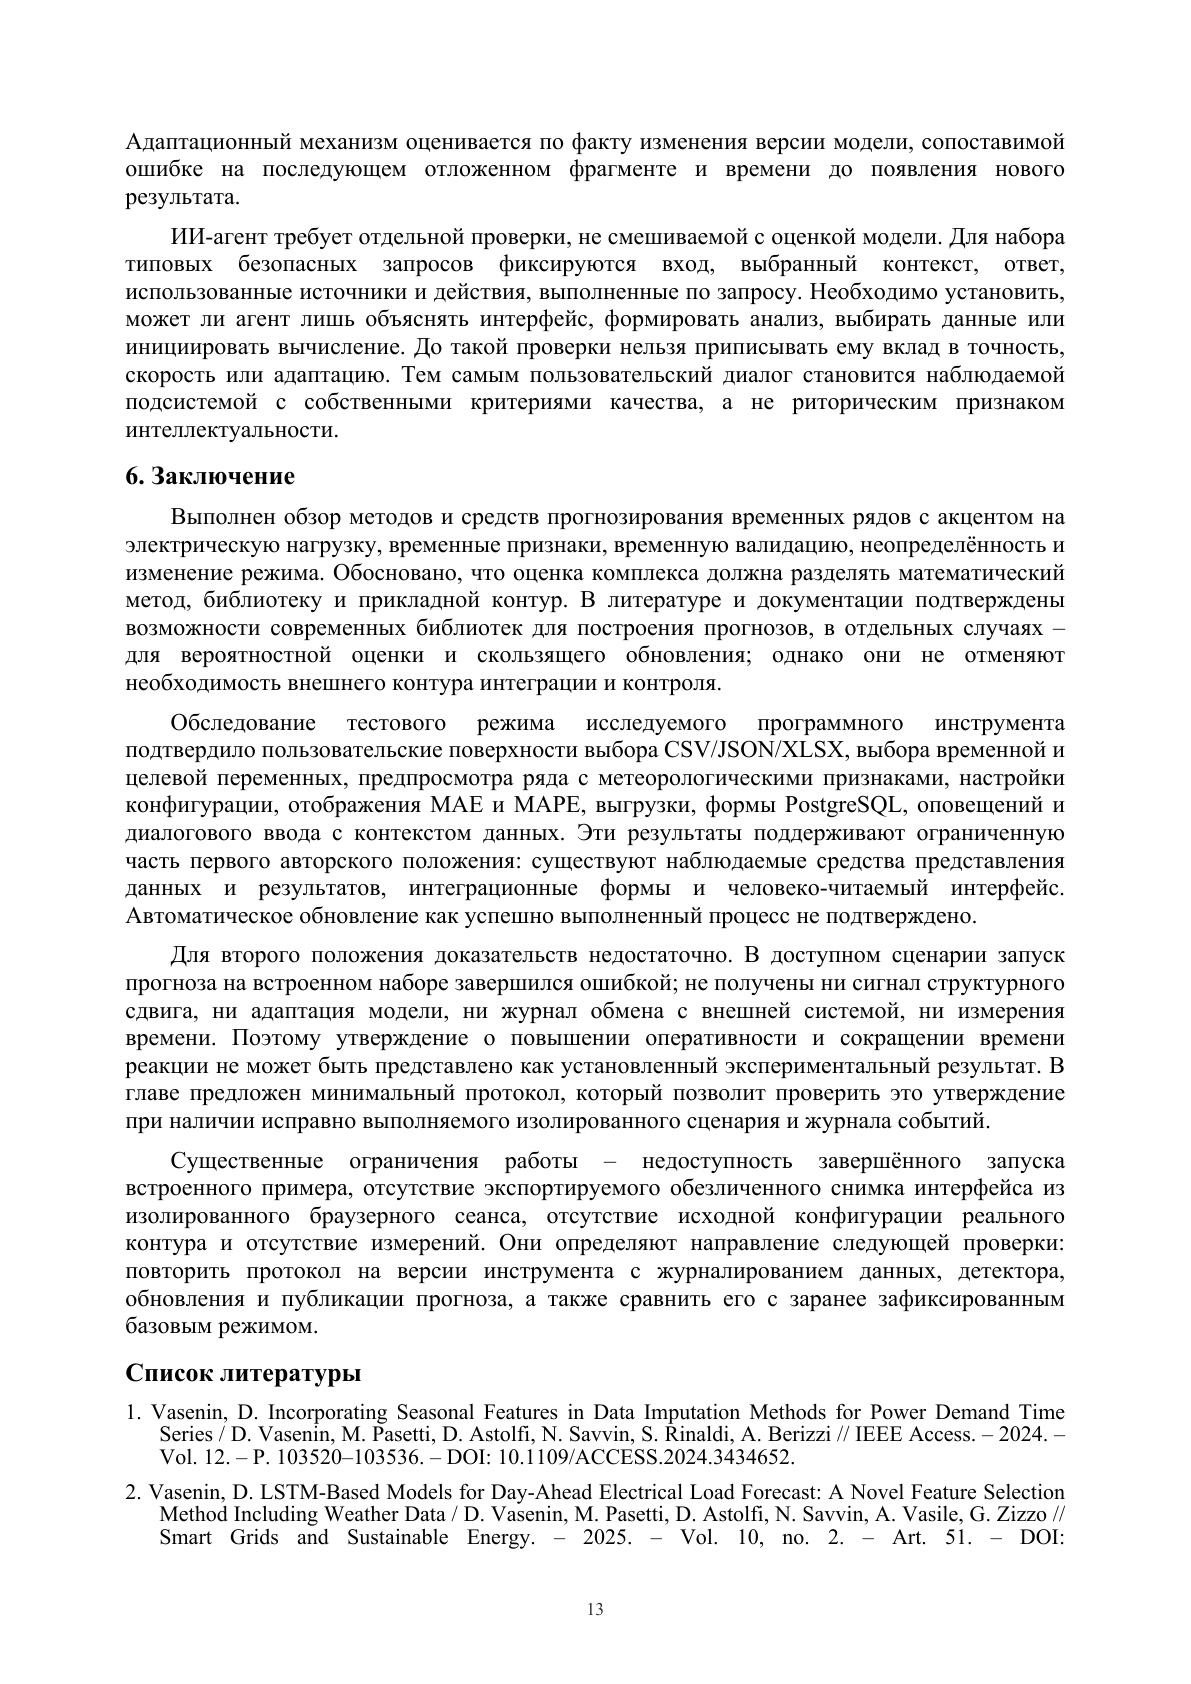 Адаптационный механизм оценивается по факту изменения версии модели, сопоставимой
ошибке на последующем отложенном фрагменте и времени до появления нового
результата.
ИИ-агент требует отдельной проверки, не смешиваемой с оценкой модели. Для набора
типовых безопасных запросов фиксируются вход, выбранный контекст, ответ,
использованные источники и действия, выполненные по запросу. Необходимо установить,
может ли агент лишь объяснять интерфейс, формировать анализ, выбирать данные или
инициировать вычисление. До такой проверки нельзя приписывать ему вклад в точность,
скорость или адаптацию. Тем самым пользовательский диалог становится наблюдаемой
подсистемой с собственными критериями качества, а не риторическим признаком
интеллектуальности.
6. Заключение
Выполнен обзор методов и средств прогнозирования временных рядов с акцентом на
электрическую нагрузку, временные признаки, временную валидацию, неопределённость и
изменение режима. Обосновано, что оценка комплекса должна разделять математический
метод, библиотеку и прикладной контур. В литературе и документации подтверждены
возможности современных библиотек для построения прогнозов, в отдельных случаях –
для вероятностной оценки и скользящего обновления; однако они не отменяют
необходимость внешнего контура интеграции и контроля.
Обследование тестового режима исследуемого программного инструмента
подтвердило пользовательские поверхности выбора CSV/JSON/XLSX, выбора временной и
целевой переменных, предпросмотра ряда с метеорологическими признаками, настройки
конфигурации, отображения MAE и MAPE, выгрузки, формы PostgreSQL, оповещений и
диалогового ввода с контекстом данных. Эти результаты поддерживают ограниченную
часть первого авторского положения: существуют наблюдаемые средства представления
данных и результатов, интеграционные формы и человеко-читаемый интерфейс.
Автоматическое обновление как успешно выполненный процесс не подтверждено.
Для второго положения доказательств недостаточно. В доступном сценарии запуск
прогноза на встроенном наборе завершился ошибкой; не получены ни сигнал структурного
сдвига, ни адаптация модели, ни журнал обмена с внешней системой, ни измерения
времени. Поэтому утверждение о повышении оперативности и сокращении времени
реакции не может быть представлено как установленный экспериментальный результат. В
главе предложен минимальный протокол, который позволит проверить это утверждение
при наличии исправно выполняемого изолированного сценария и журнала событий.
Существенные ограничения работы – недоступность завершённого запуска
встроенного примера, отсутствие экспортируемого обезличенного снимка интерфейса из
изолированного браузерного сеанса, отсутствие исходной конфигурации реального
контура и отсутствие измерений. Они определяют направление следующей проверки:
повторить протокол на версии инструмента с журналированием данных, детектора,
обновления и публикации прогноза, а также сравнить его с заранее зафиксированным
базовым режимом.
Список литературы
1. Vasenin, D. Incorporating Seasonal Features in Data Imputation Methods for Power Demand Time
Series / D. Vasenin, M. Pasetti, D. Astolfi, N. Savvin, S. Rinaldi, A. Berizzi // IEEE Access. – 2024. –
Vol. 12. – P. 103520–103536. – DOI: 10.1109/ACCESS.2024.3434652.
2. Vasenin, D. LSTM-Based Models for Day-Ahead Electrical Load Forecast: A Novel Feature Selection
Method Including Weather Data / D. Vasenin, M. Pasetti, D. Astolfi, N. Savvin, A. Vasile, G. Zizzo //
Smart Grids and Sustainable Energy. – 2025. – Vol. 10, no. 2. – Art. 51. – DOI:
13